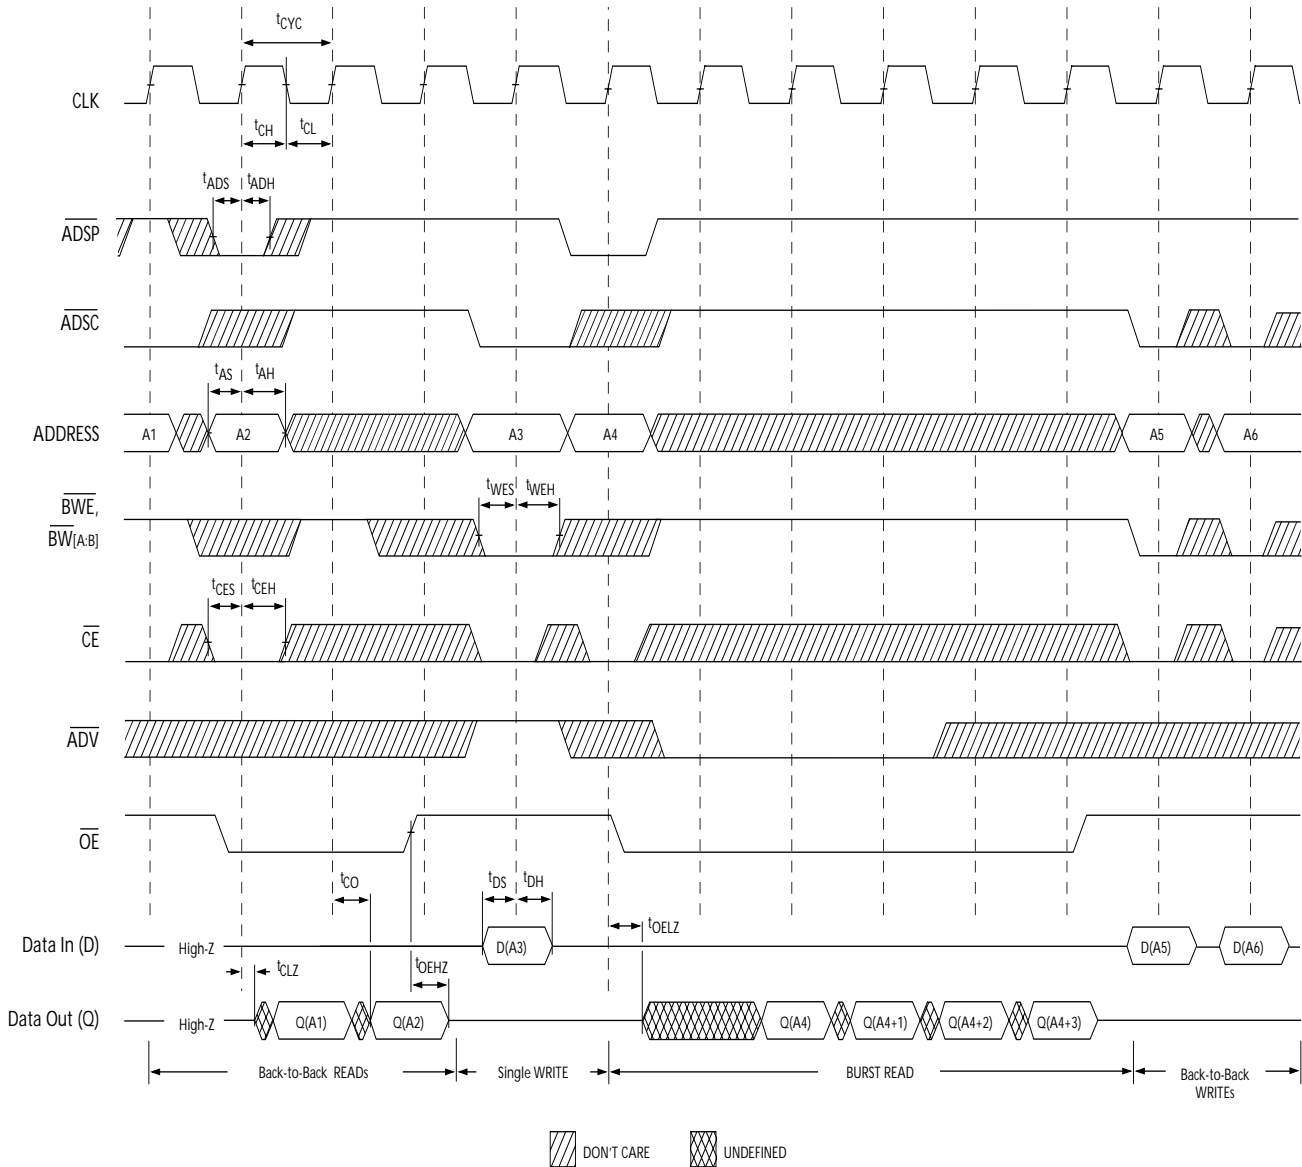 tCYC
CLK
tCH
tCL
tADS
tADH
ADSP
ADSC
tAS
tAH
ADDRESS
A1
A2
A3
A4
A5
A6
tWES
tWEH
BWE,
BW[A:B]
tCES
tCEH
CE
ADV
OE
tCO
tDS
tDH
tOELZ
Data In (D)
High-Z
D(A3)
D(A5)
D(A6)
tCLZ
tOEHZ
Data Out (Q)
High-Z
Q(A1)
Q(A2)
Q(A4)
Q(A4+1)
Q(A4+2)
Q(A4+3)
Back-to-Back READs
Single WRITE
BURST READ
Back-to-Back
WRITEs
DON'T CARE
UNDEFINED